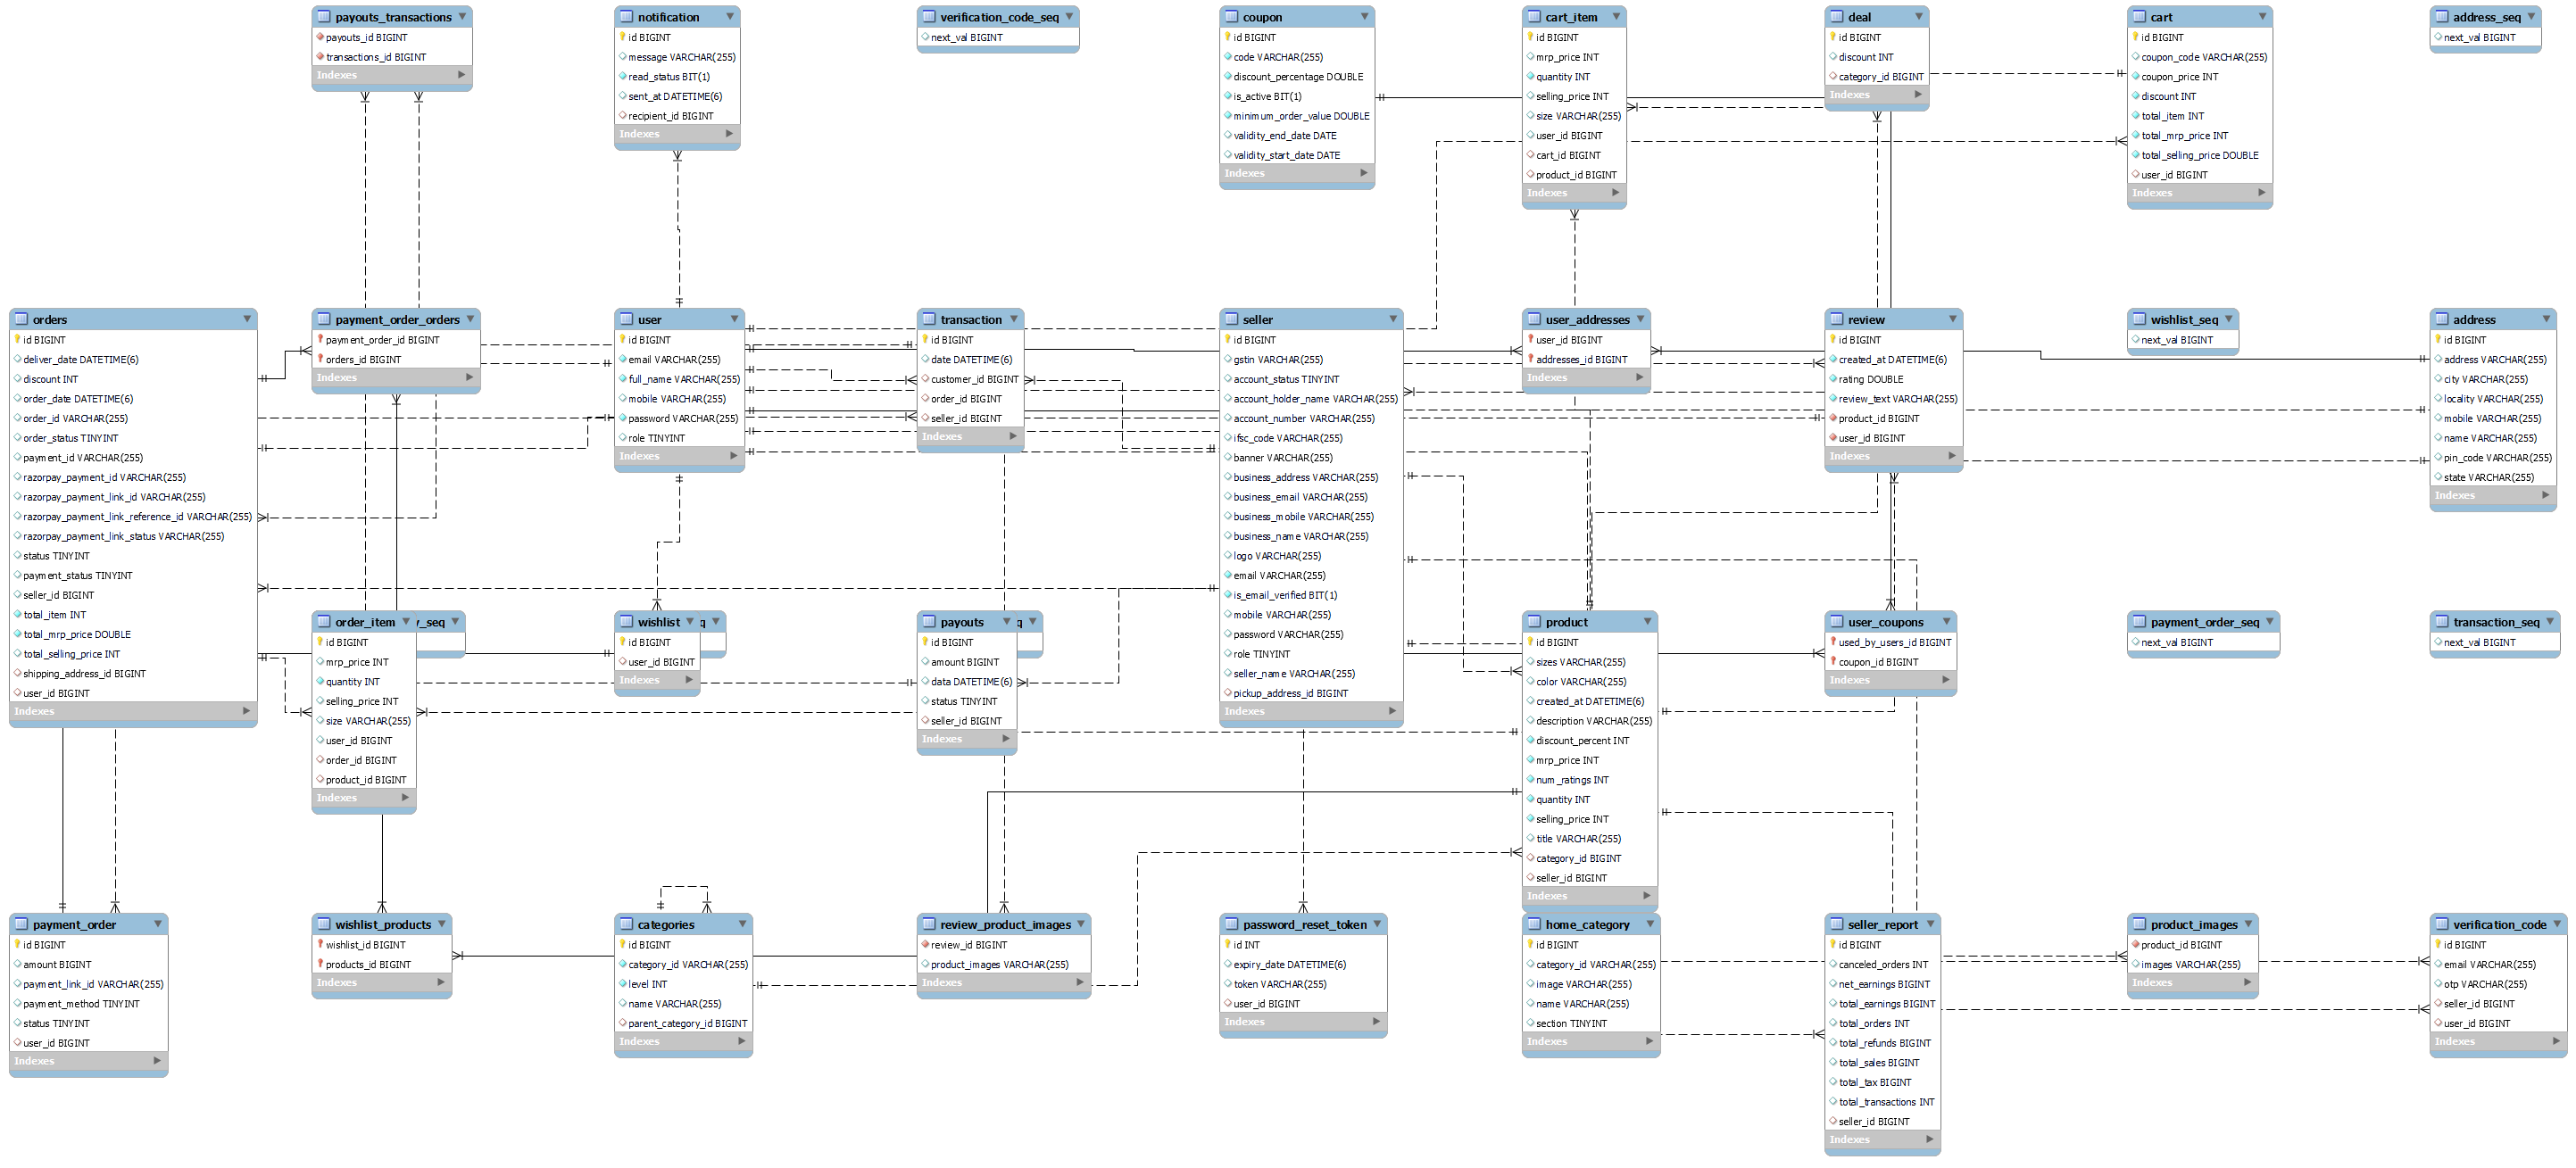 payouts_transactions
payouts_id BIGINT
transactions_id BIGINT
Indexes
notification
id BIGINT
message VARCHAR(255)
read_status BIT(1)
sent_at DATETIME(6)
recipient_id BIGINT
Indexes
verification_code_seq
next_val BIGINT
coupon
id BIGINT
code VARCHAR(255)
discount_percentage DOUBLE
is_active BIT(1)
minimum_order_value DOUBLE
validity_end_date DATE
validity_start_date DATE
Indexes
cart_item
id BIGINT
mrp_price INT
quantity INT
selling_price INT
size VARCHAR(255)
user_id BIGINT
cart_id BIGINT
product_id BIGINT
Indexes
deal
id BIGINT
discount INT
category_id BIGINT
Indexes
cart
id BIGINT
coupon_code VARCHAR(255)
coupon_price INT
discount INT
total_item INT
total_mrp_price INT
total_selling_price DOUBLE
user_id BIGINT
Indexes
address_seq
next_val BIGINT
orders
id BIGINT
deliver_date DATETIME(6)
discount INT
order_date DATETIME(6)
order_id VARCHAR(255)
order_status TINYINT
payment_id VARCHAR(255)
razorpay_payment_id VARCHAR(255)
razorpay_payment_link_id VARCHAR(255)
razorpay_payment_link_reference_id VARCHAR(255)
razorpay_payment_link_status VARCHAR(255)
status TINYINT
payment_status TINYINT
seller_id BIGINT
total_item INT
total_mrp_price DOUBLE
total_selling_price INT
shipping_address_id BIGINT
user_id BIGINT
Indexes
payment_order_orders
payment_order_id BIGINT
orders_id BIGINT
Indexes
user
id BIGINT
email VARCHAR(255)
full_name VARCHAR(255)
mobile VARCHAR(255)
password VARCHAR(255)
role TINYINT
Indexes
transaction
id BIGINT
date DATETIME(6)
customer_id BIGINT
order_id BIGINT
seller_id BIGINT
Indexes
seller
id BIGINT
gstin VARCHAR(255)
account_status TINYINT
account_holder_name VARCHAR(255)
account_number VARCHAR(255)
ifsc_code VARCHAR(255)
banner VARCHAR(255)
business_address VARCHAR(255)
business_email VARCHAR(255)
business_mobile VARCHAR(255)
business_name VARCHAR(255)
logo VARCHAR(255)
email VARCHAR(255)
is_email_verified BIT(1)
mobile VARCHAR(255)
password VARCHAR(255)
role TINYINT
seller_name VARCHAR(255)
pickup_address_id BIGINT
Indexes
user_addresses
user_id BIGINT
addresses_id BIGINT
Indexes
review
id BIGINT
created_at DATETIME(6)
rating DOUBLE
review_text VARCHAR(255)
product_id BIGINT
user_id BIGINT
Indexes
wishlist_seq
next_val BIGINT
address
id BIGINT
address VARCHAR(255)
city VARCHAR(255)
locality VARCHAR(255)
mobile VARCHAR(255)
name VARCHAR(255)
pin_code VARCHAR(255)
state VARCHAR(255)
Indexes
order_item
y_seq
id BIGINT
mrp_price INT
quantity INT
selling_price INT
size VARCHAR(255)
user_id BIGINT
order_id BIGINT
product_id BIGINT
Indexes
wishlist
q
id BIGINT
user_id BIGINT
Indexes
payouts
q
id BIGINT
amount BIGINT
data DATETIME(6)
status TINYINT
seller_id BIGINT
Indexes
product
id BIGINT
sizes VARCHAR(255)
color VARCHAR(255)
created_at DATETIME(6)
description VARCHAR(255)
discount_percent INT
mrp_price INT
num_ratings INT
quantity INT
selling_price INT
title VARCHAR(255)
category_id BIGINT
seller_id BIGINT
Indexes
user_coupons
used_by_users_id BIGINT
coupon_id BIGINT
Indexes
payment_order_seq
next_val BIGINT
transaction_seq
next_val BIGINT
payment_order
id BIGINT
amount BIGINT
payment_link_id VARCHAR(255)
payment_method TINYINT
status TINYINT
user_id BIGINT
Indexes
wishlist_products
wishlist_id BIGINT
products_id BIGINT
Indexes
categories
id BIGINT
category_id VARCHAR(255)
level INT
name VARCHAR(255)
parent_category_id BIGINT
Indexes
review_product_images
review_id BIGINT
product_images VARCHAR(255)
Indexes
password_reset_token
id INT
expiry_date DATETIME(6)
token VARCHAR(255)
user_id BIGINT
Indexes
home_category
id BIGINT
category_id VARCHAR(255)
image VARCHAR(255)
name VARCHAR(255)
section TINYINT
Indexes
seller_report
id BIGINT
canceled_orders INT
net_earnings BIGINT
total_earnings BIGINT
total_orders INT
total_refunds BIGINT
total_sales BIGINT
total_tax BIGINT
total_transactions INT
seller_id BIGINT
Indexes
product_images
product_id BIGINT
images VARCHAR(255)
Indexes
verification_code
id BIGINT
email VARCHAR(255)
otp VARCHAR(255)
seller_id BIGINT
user_id BIGINT
Indexes